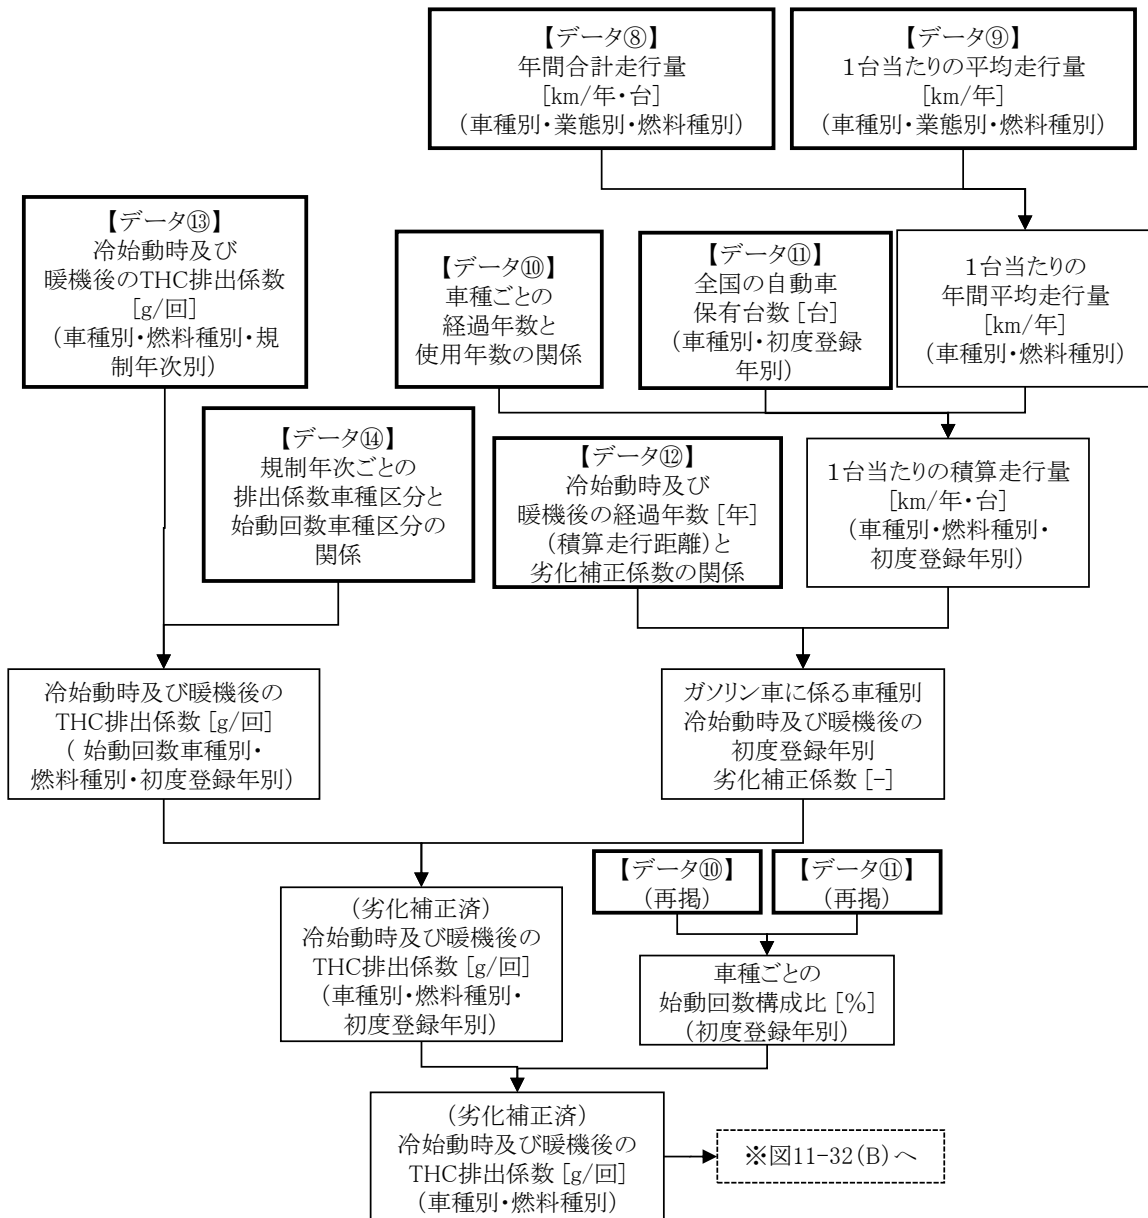 【データ⑧】
年間合計走行量
[km/年・台]
(車種別・業態別・燃料種別)
【データ⑨】
1台当たりの平均走行量
[km/年]
(車種別・業態別・燃料種別)
【データ⑬】
冷始動時及び
暖機後のTHC排出係数
[g/回]
(車種別・燃料種別・規
制年次別)
【データ⑩】
車種ごとの
経過年数と
使用年数の関係
【データ⑪】
全国の自動車
保有台数 [台]
(車種別・初度登録
年別)
1台当たりの
年間平均走行量
[km/年]
(車種別・燃料種別)
【データ⑭】
規制年次ごとの
排出係数車種区分と
始動回数車種区分の
関係
【データ⑫】
冷始動時及び
暖機後の経過年数 [年]
(積算走行距離)と
劣化補正係数の関係
1台当たりの積算走行量
[km/年・台]
(車種別・燃料種別・
初度登録年別)
冷始動時及び暖機後の
THC排出係数 [g/回]
( 始動回数車種別・
燃料種別・初度登録年別)
ガソリン車に係る車種別
冷始動時及び暖機後の
初度登録年別
劣化補正係数 [-]
(劣化補正済)
冷始動時及び暖機後の
THC排出係数 [g/回]
(車種別・燃料種別・
初度登録年別)
【データ⑩】
(再掲)
【データ⑪】
(再掲)
車種ごとの
始動回数構成比 [%]
(初度登録年別)
(劣化補正済)
冷始動時及び暖機後の
THC排出係数 [g/回]
(車種別・燃料種別)
※図11-32(B)へ